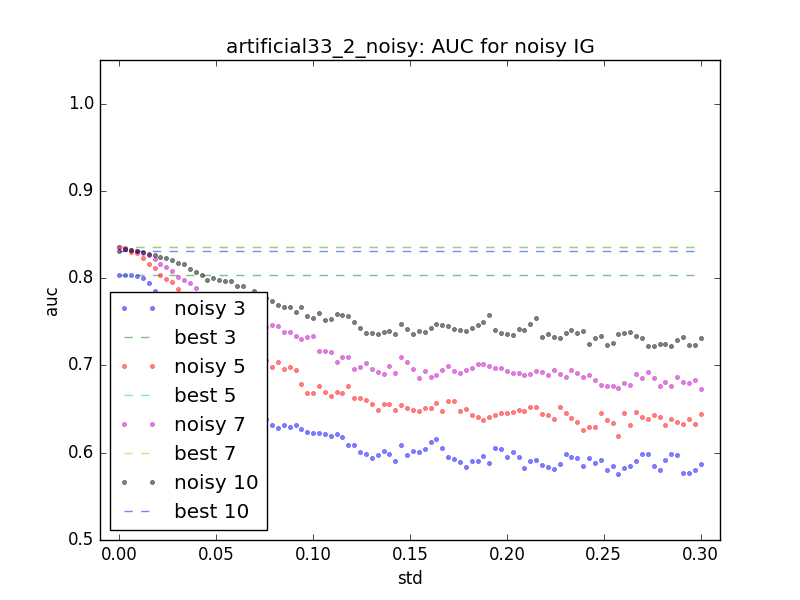 artificial33_2_noisy: AUC for noisy IG
1.0
0.9
0.8
0.7
0.6
0.5
auc
noisy 3
best 3
noisy 5
best 5
noisy 7
best 7
noisy 10
best 10
0.00 0.05 0.10 0.15 0.20 0.25 0.30
std